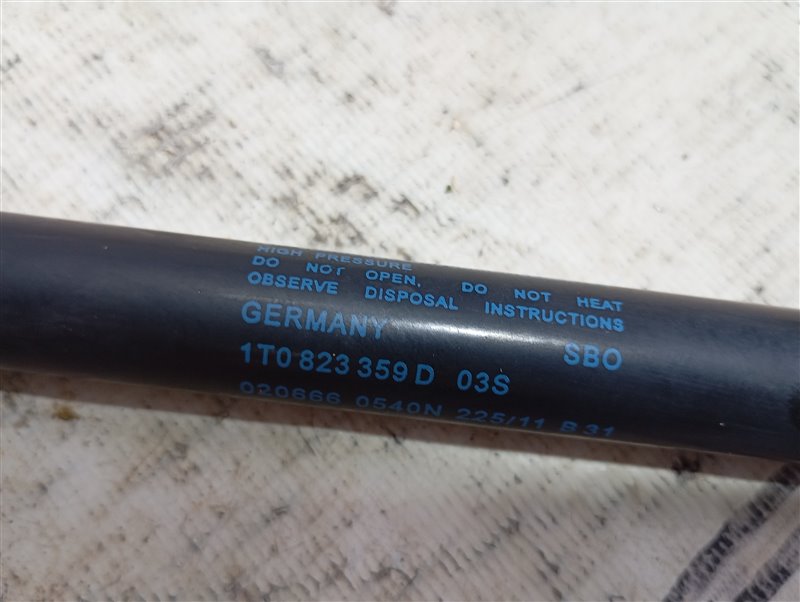 HIGH PRESSURE
DO NOT OPEN, DO NOT HEAT
OBSERVE DISPOSAL INSTRUCTIONS
GERMANY SBO
1T0 823 359 D 03S
020666 0540N 225/11 B 31